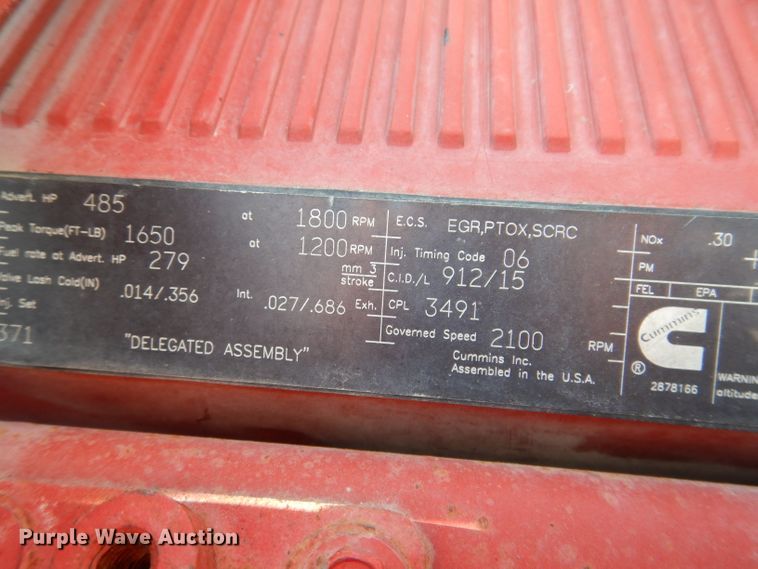 Advert. HP 485 at 1800 RPM
Peak Torque(FT-LB) 1650 at 1200 RPM
Fuel rate at Advert. HP 279 mm 3 stroke
Valve Lash Cold(IN) .014/.356 Int. .027/.686 Exh.
Inj. Set
371 "DELEGATED ASSEMBLY"
E.C.S. EGR,PTOX,SCRC
Inj. Timing Code 06
C.I.D./L 912/15
CPL 3491
Governed Speed 2100 RPM
Cummins Inc.
Assembled in the U.S.A.
NOx .30
PM
FEL EPA
Cummins
®
2878166
WARNIN
altitude
Purple Wave Auction